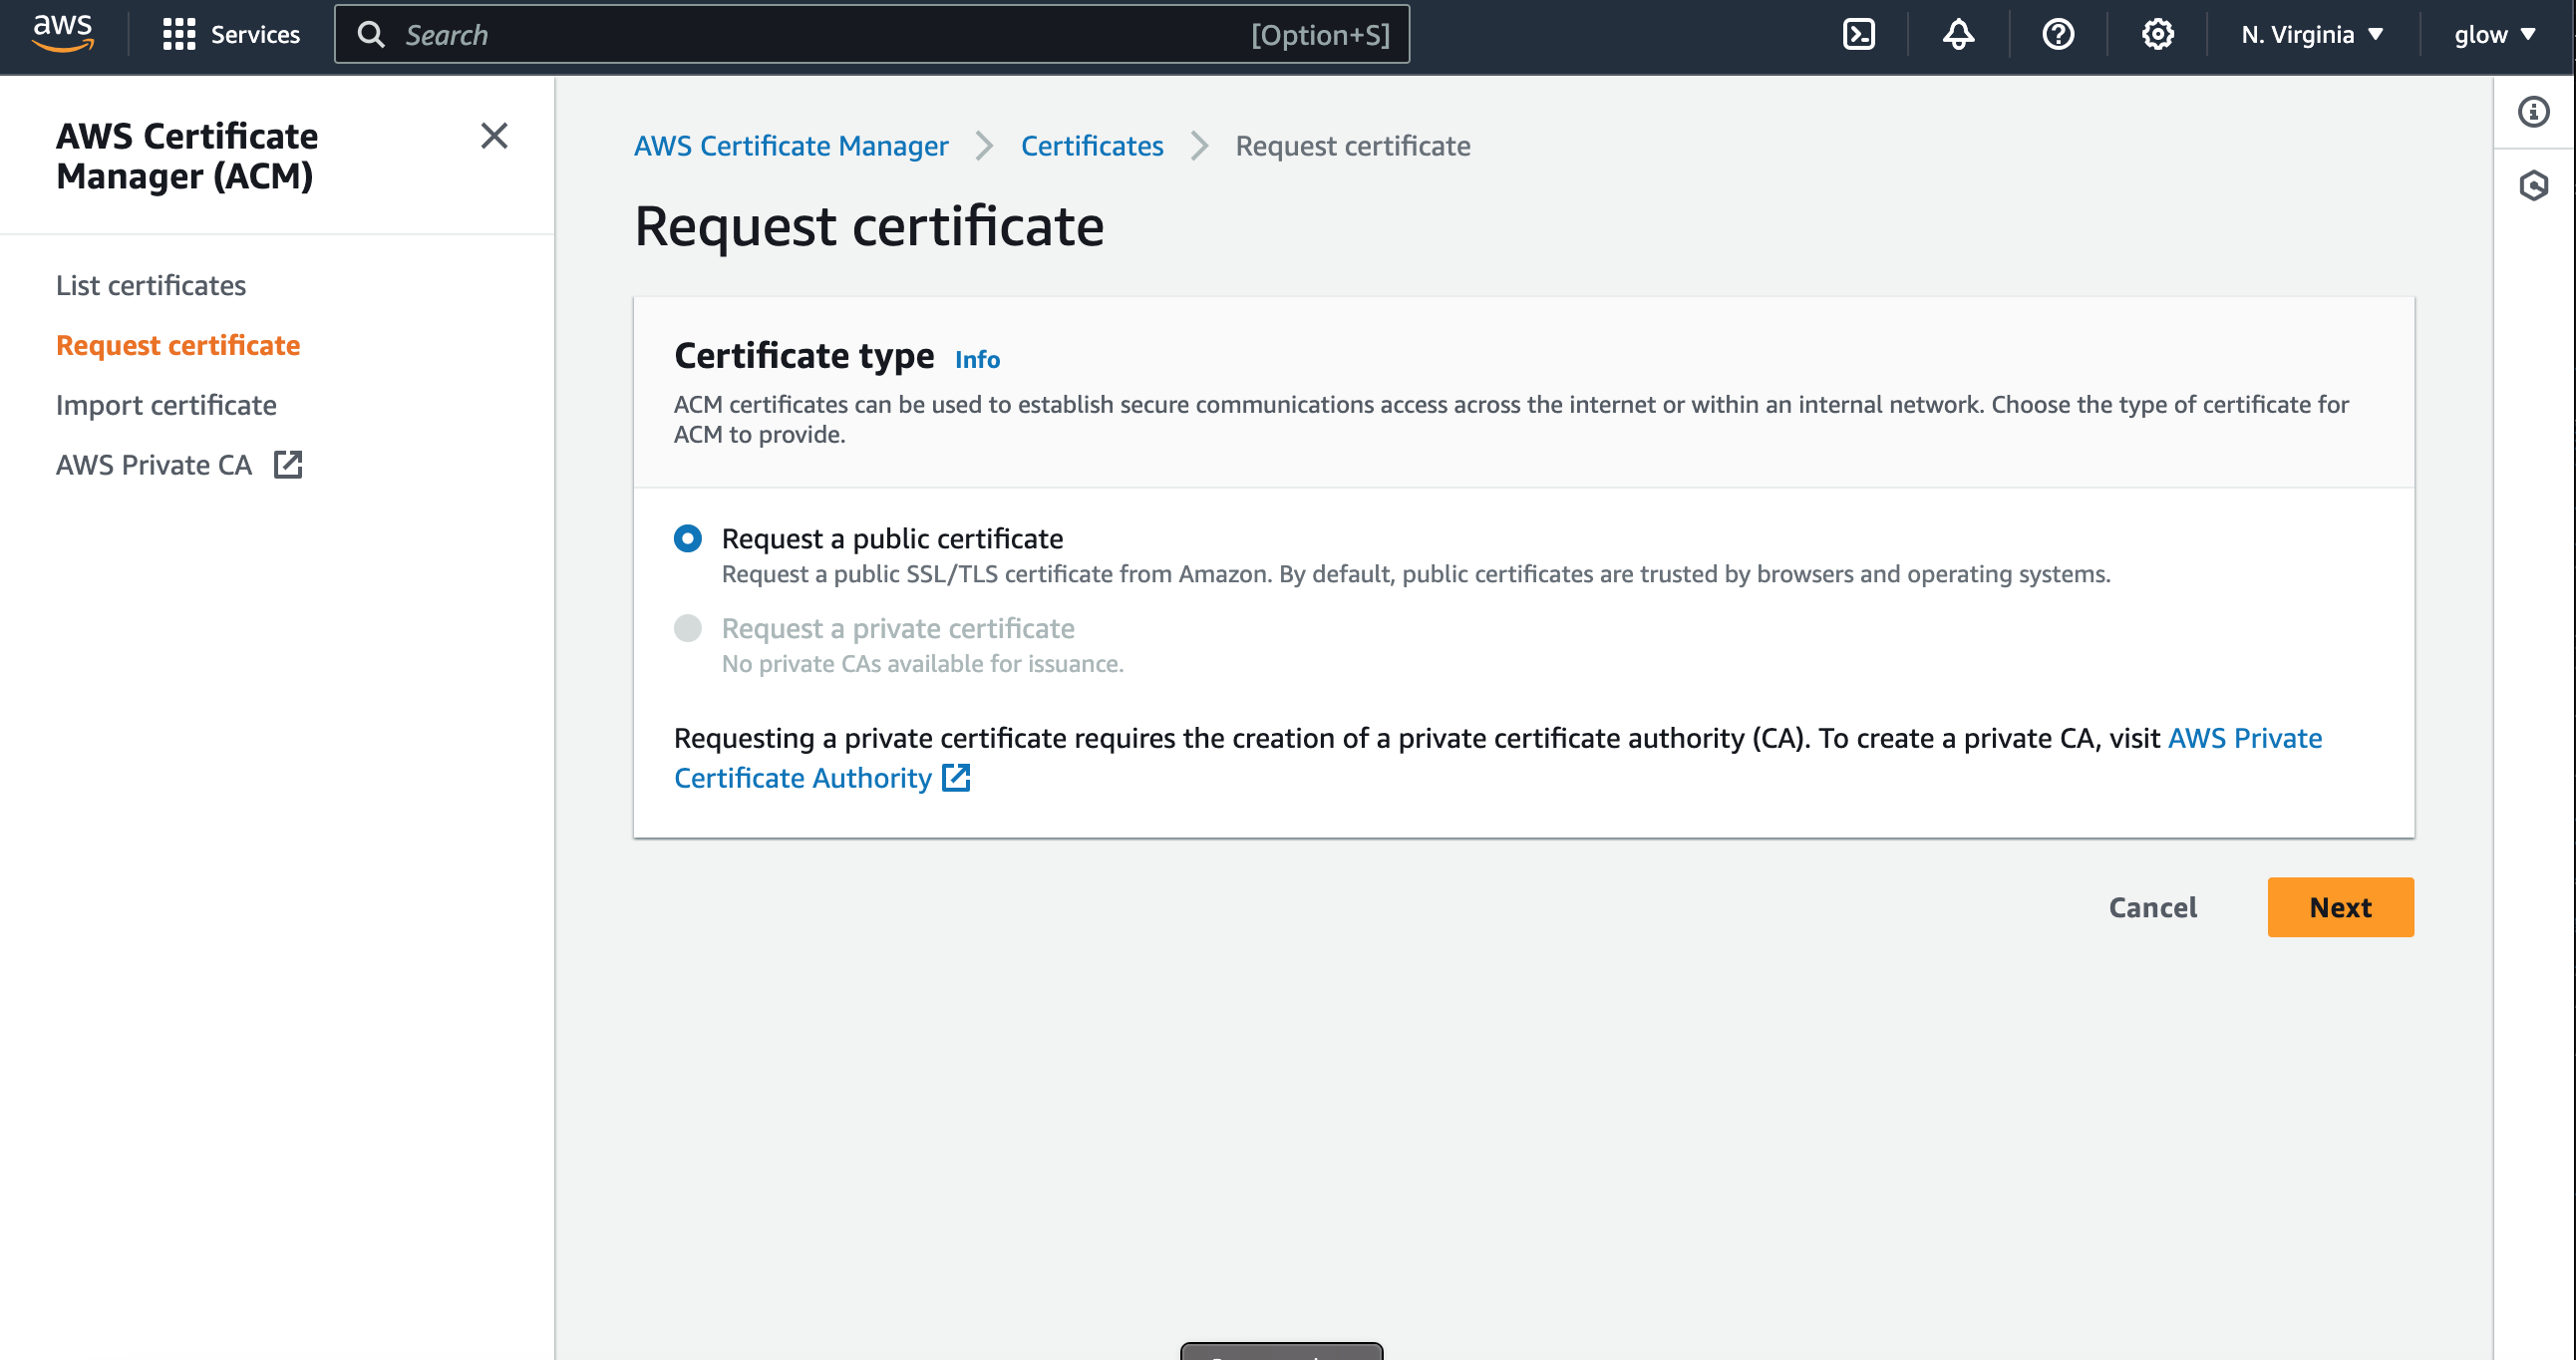 aws
Services
Search
[Option+S]
N. Virginia
glow
AWS Certificate
Manager (ACM)
List certificates
Request certificate
Import certificate
AWS Private CA
AWS Certificate Manager
Certificates
Request certificate
Request certificate
Certificate type Info
ACM certificates can be used to establish secure communications access across the internet or within an internal network. Choose the type of certificate for
ACM to provide.
Request a public certificate
Request a public SSL/TLS certificate from Amazon. By default, public certificates are trusted by browsers and operating systems.
Request a private certificate
No private CAs available for issuance.
Requesting a private certificate requires the creation of a private certificate authority (CA). To create a private CA, visit AWS Private
Certificate Authority
Cancel
Next